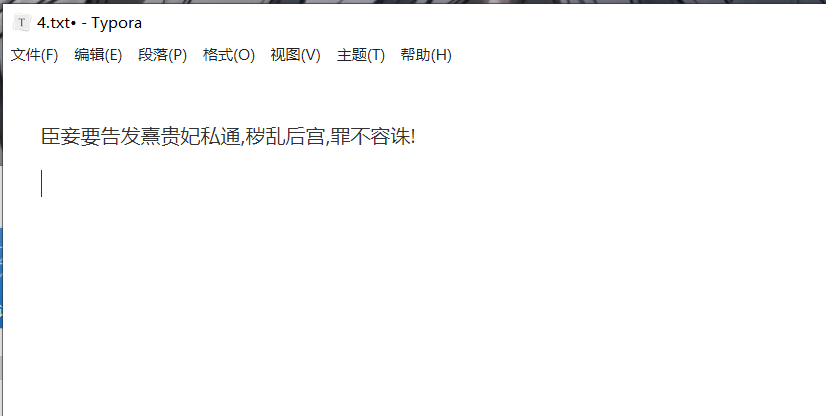 4.txt• - Typora
文件(F) 编辑(E) 段落(P) 格式(O) 视图(V) 主题(T) 帮助(H)
臣妾要告发熹贵妃私通,秽乱后宫,罪不容诛!